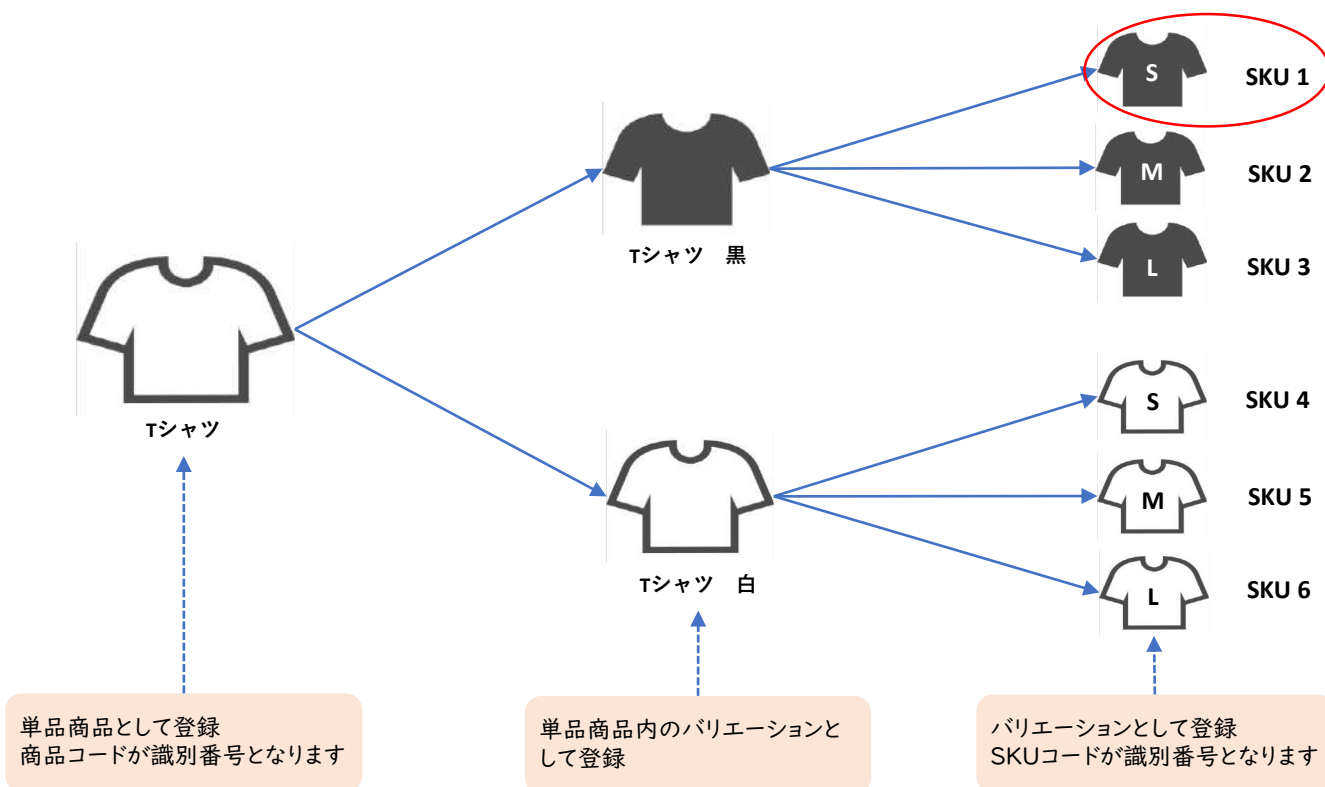 S SKU 1
M SKU 2
Tシャツ 黒
L SKU 3
Tシャツ
S SKU 4
M SKU 5
Tシャツ 白
L SKU 6
単品商品として登録
商品コードが識別番号となります
単品商品内のバリエーションと
して登録
バリエーションとして登録
SKUコードが識別番号となります